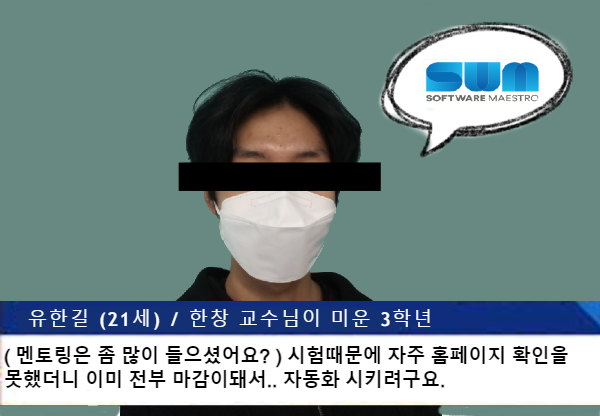 SWM
SOFTWARE MAESTRO
유한길 (21세) / 한창 교수님이 미운 3학년
( 멘토링은 좀 많이 들으셨어요? ) 시험때문에 자주 홈페이지 확인을
못했더니 이미 전부 마감이돼서.. 자동화 시키려구요.